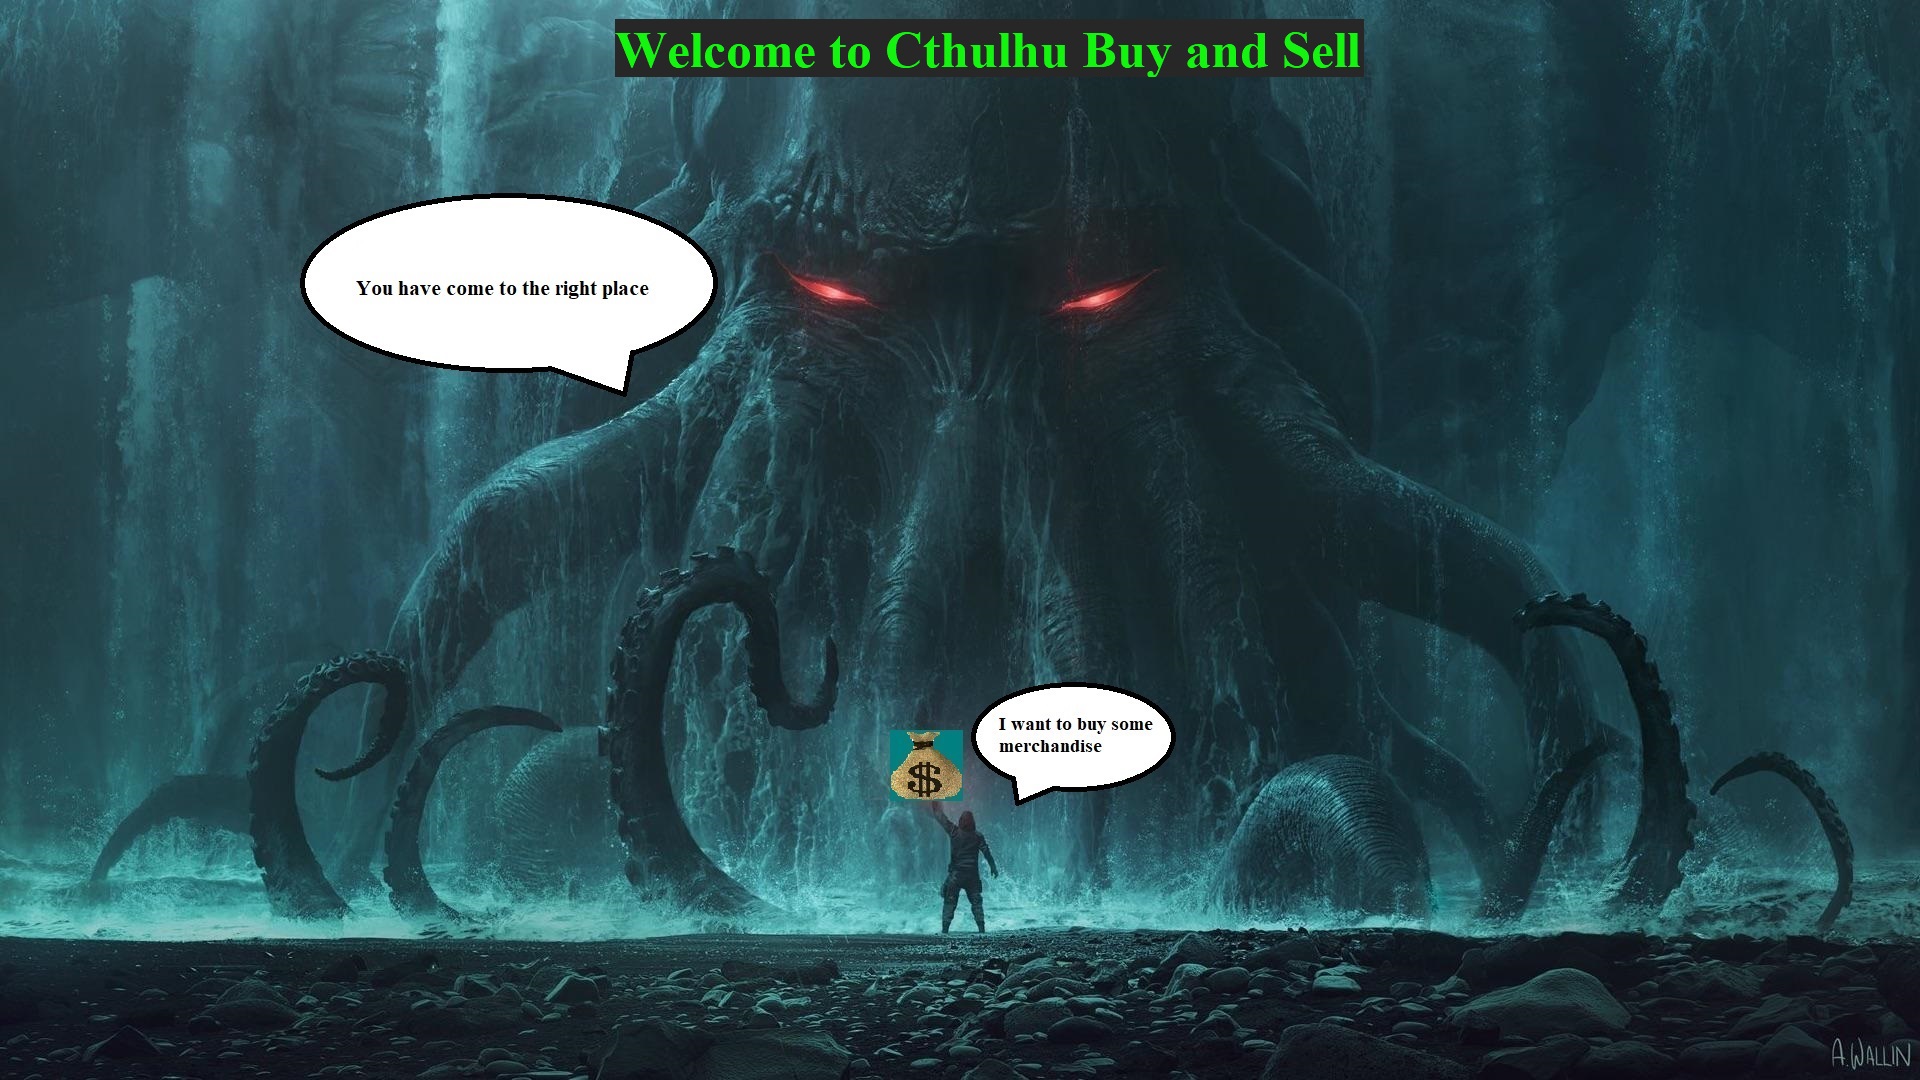 Welcome to Cthulhu Buy and Sell
You have come to the right place
I want to buy some
merchandise
$
A.WALLIN